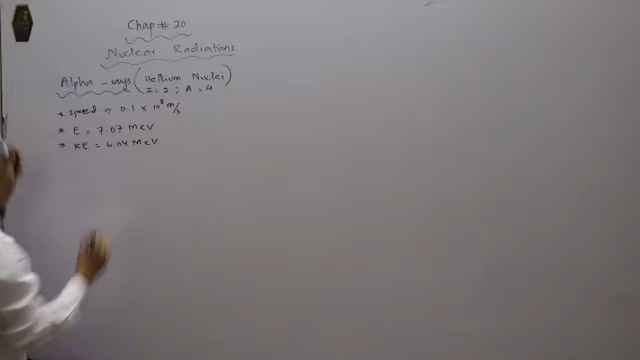 Chap # 20
Nuclear Radiations
Alpha-rays (Hellium Nuclei)
Z = 2 ; A = 4
* Speed → 0.1 × 10⁸ m/s
* E = 7.07 MeV
* KE = 6.04 MeV